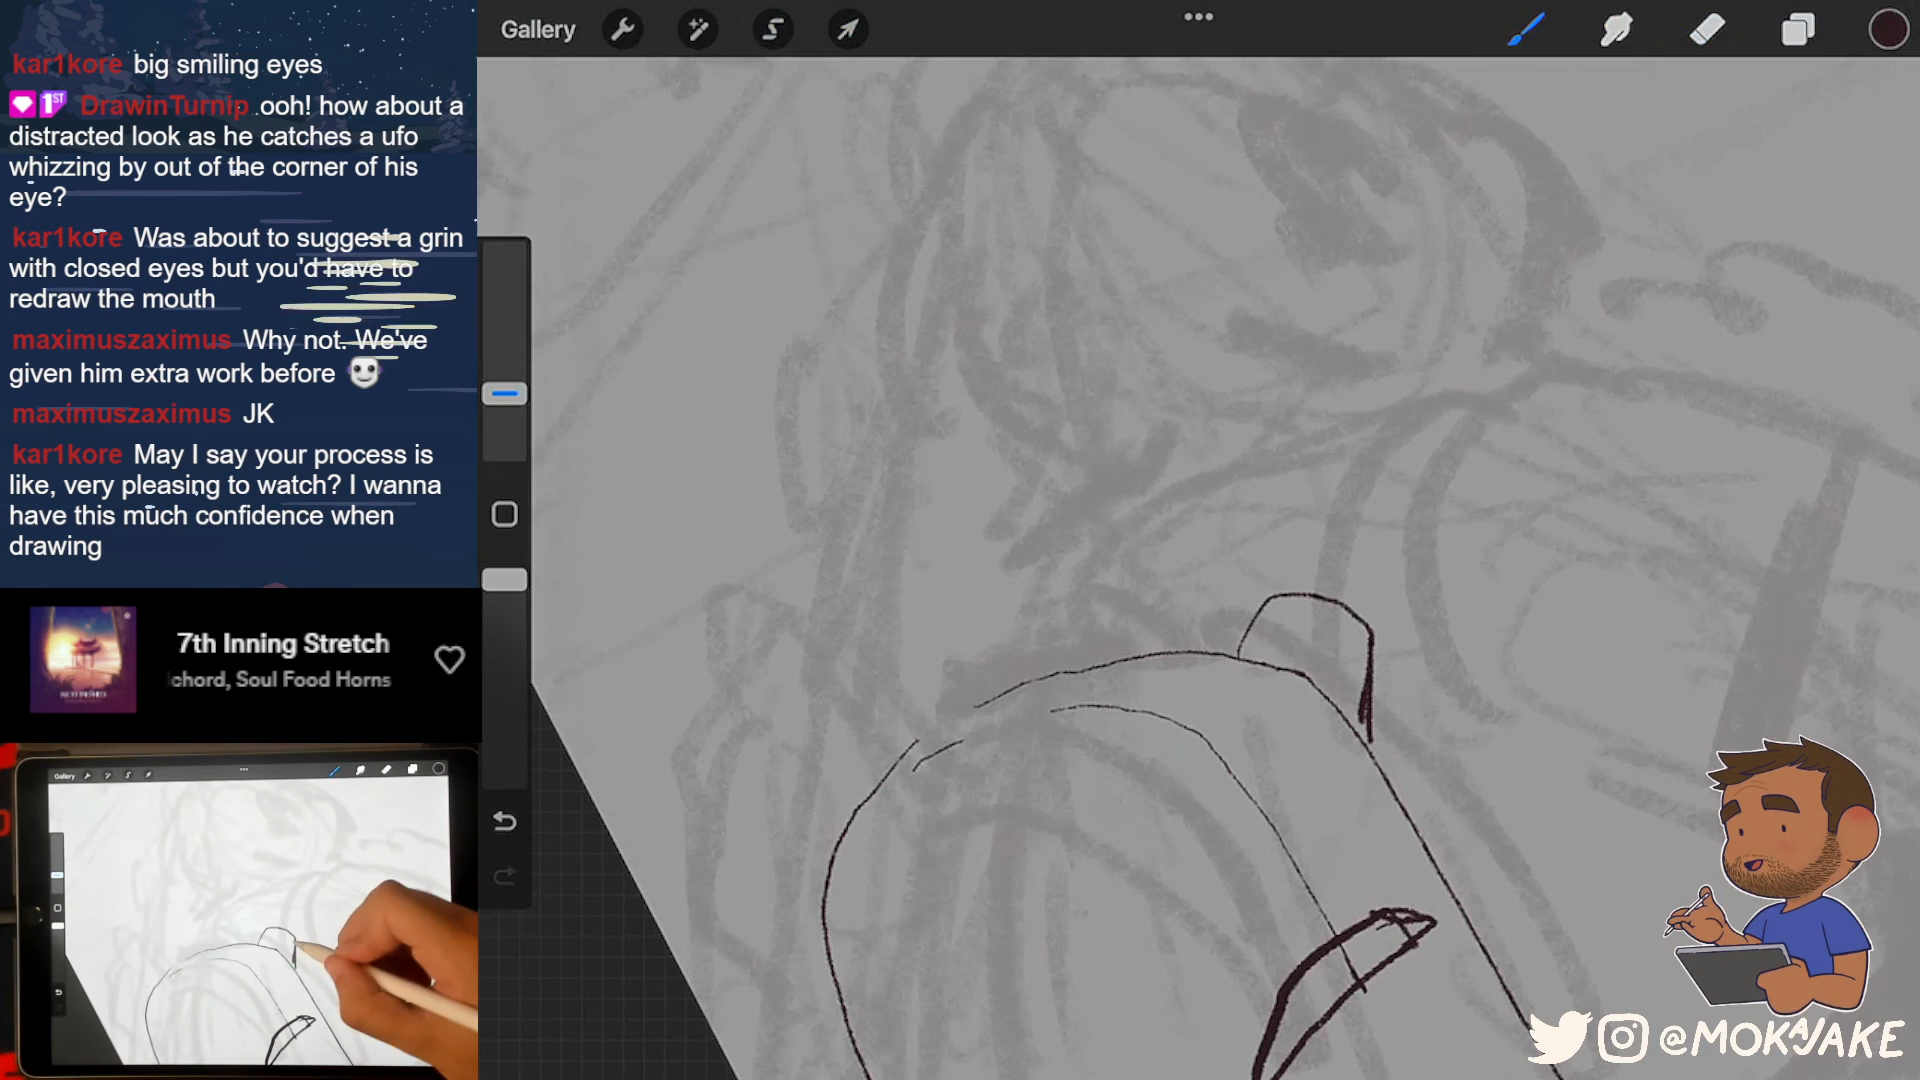 kar1kore big smiling eyes
1ST DrawinTurnip ooh! how about a
distracted look as he catches a ufo
whizzing by out of the corner of his
eye?
kar1kore Was about to suggest a grin
with closed eyes but you'd have to
redraw the mouth
maximuszaximus Why not. We've
given him extra work before
maximuszaximus JK
kar1kore May I say your process is
like, very pleasing to watch? I wanna
have this much confidence when
drawing
7th Inning Stretch
chord, Soul Food Horns
Gallery
Gallery
@MOKAJAKE